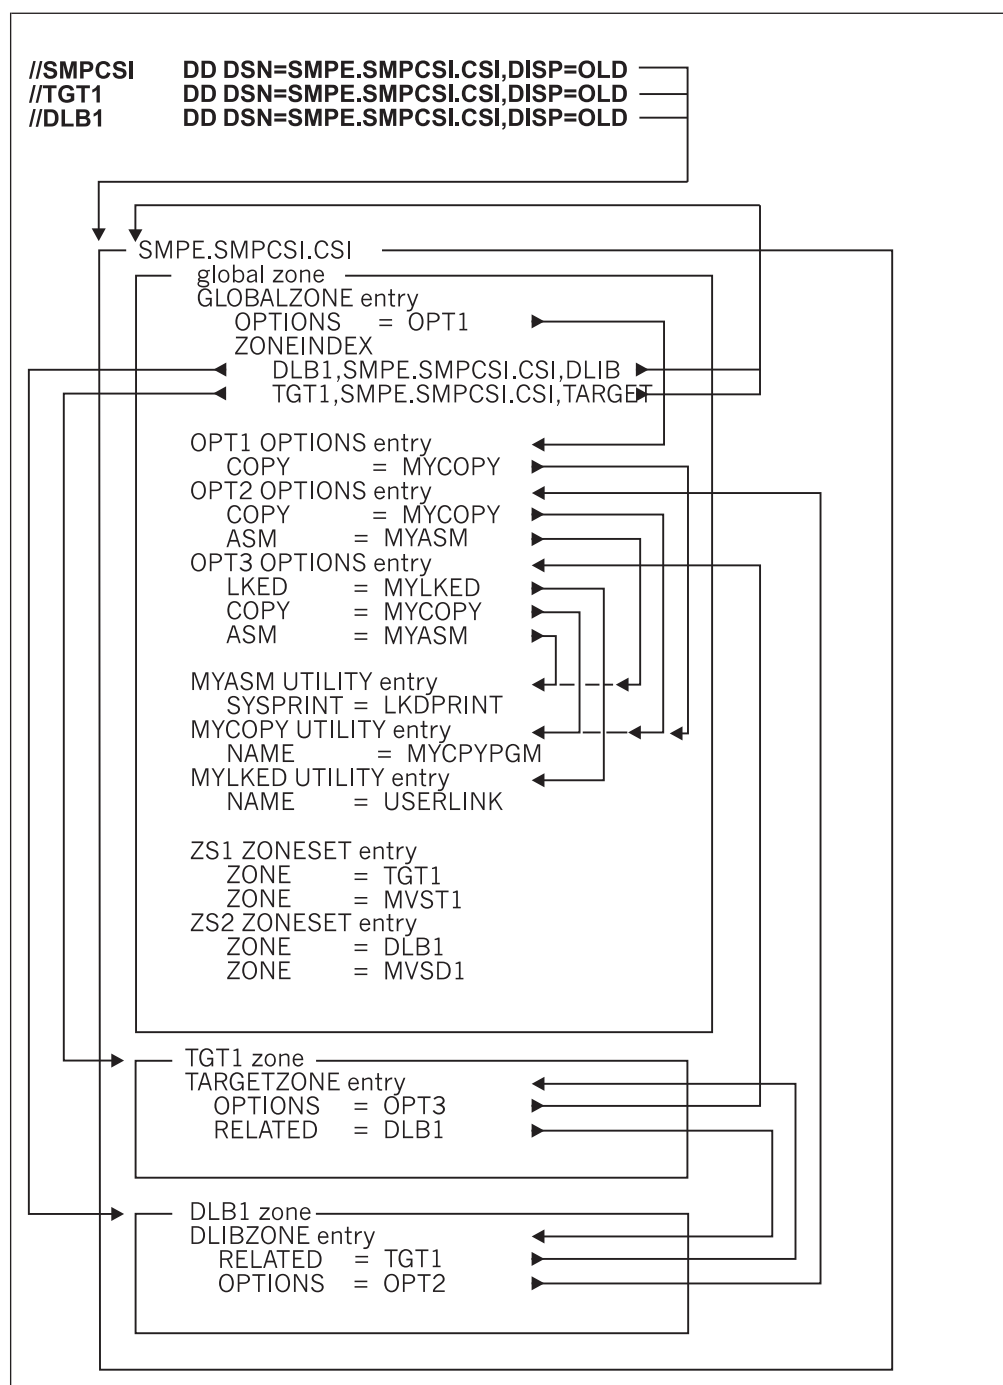 //SMPCSI DD DSN=SMPE.SMPCSI.CSI,DISP=OLD
//TGT1 DD DSN=SMPE.SMPCSI.CSI,DISP=OLD
//DLB1 DD DSN=SMPE.SMPCSI.CSI,DISP=OLD
SMPE.SMPCSI.CSI
global zone
GLOBALZONE entry
OPTIONS = OPT1
ZONEINDEX
DLB1,SMPE.SMPCSI.CSI,DLIB
TGT1,SMPE.SMPCSI.CSI,TARGET
OPT1 OPTIONS entry
COPY = MYCOPY
OPT2 OPTIONS entry
COPY = MYCOPY
ASM = MYASM
OPT3 OPTIONS entry
LKED = MYLKED
COPY = MYCOPY
ASM = MYASM
MYASM UTILITY entry
SYSPRINT = LKDPRINT
MYCOPY UTILITY entry
NAME = MYCPYPGM
MYLKED UTILITY entry
NAME = USERLINK
ZS1 ZONESET entry
ZONE = TGT1
ZONE = MVST1
ZS2 ZONESET entry
ZONE = DLB1
ZONE = MVSD1
TGT1 zone
TARGETZONE entry
OPTIONS = OPT3
RELATED = DLB1
DLB1 zone
DLIBZONE entry
RELATED = TGT1
OPTIONS = OPT2